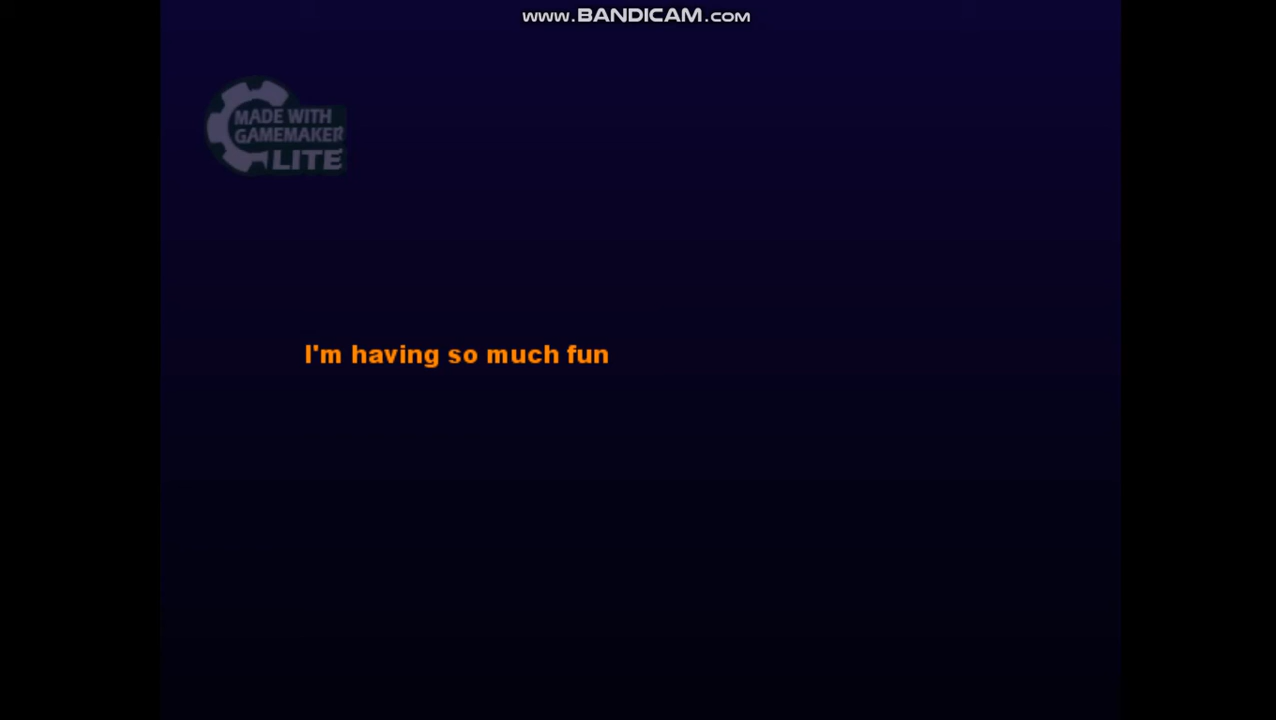 www.BANDICAM.com
MADE WITH
GAMEMAKER
LITE
I'm having so much fun